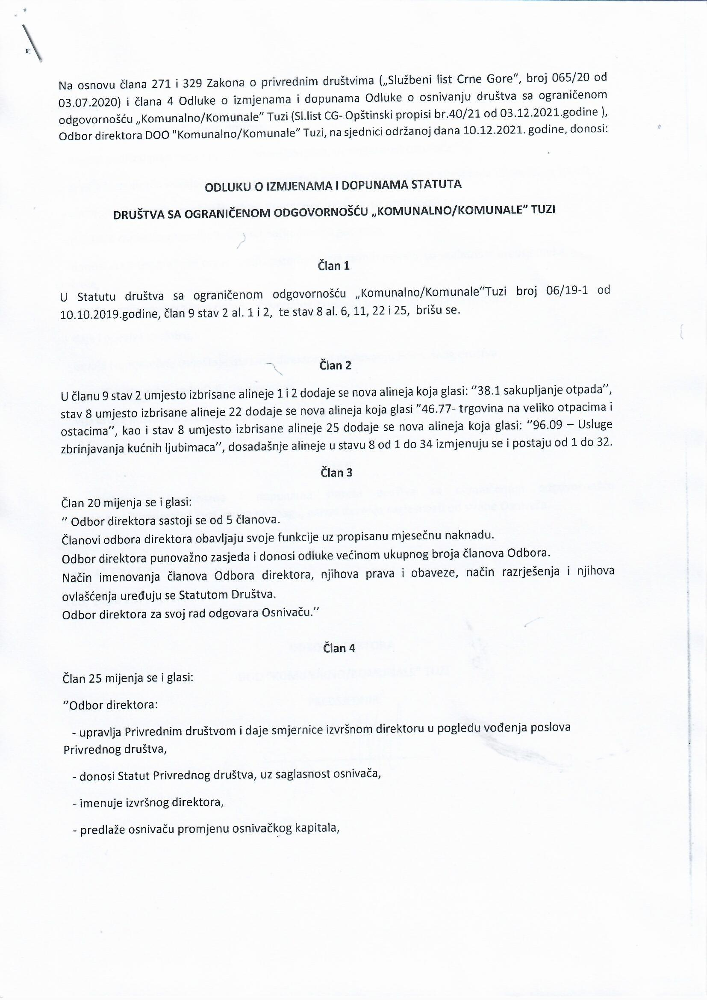 Na osnovu člana 271 i 329 Zakona o privrednim društvima („Službeni list Crne Gore“, broj 065/20 od
03.07.2020) i člana 4 Odluke o izmjenama i dopunama Odluke o osnivanju društva sa ograničenom
odgovornošću „Komunalno/Komunale” Tuzi (Sl.list CG- Opštinski propisi br.40/21 od 03.12.2021.godine ),
Odbor direktora DOO "Komunalno/Komunale” Tuzi, na sjednici održanoj dana 10.12.2021. godine, donosi:
ODLUKU O IZMJENAMA I DOPUNAMA STATUTA
DRUŠTVA SA OGRANIČENOM ODGOVORNOŠĆU „KOMUNALNO/KOMUNALE” TUZI
Član 1
U Statutu društva sa ograničenom odgovornošću „Komunalno/Komunale“Tuzi broj 06/19-1 od
10.10.2019.godine, član 9 stav 2 al. 1 i 2, te stav 8 al. 6, 11, 22 i 25, brišu se.
Član 2
U članu 9 stav 2 umjesto izbrisane alineje 1 i 2 dodaje se nova alineja koja glasi: ‘’38.1 sakupljanje otpada’’,
stav 8 umjesto izbrisane alineje 22 dodaje se nova alineja koja glasi ”46.77- trgovina na veliko otpacima i
ostacima’’, kao i stav 8 umjesto izbrisane alineje 25 dodaje se nova alineja koja glasi: ‘’96.09 – Usluge
zbrinjavanja kućnih ljubimaca’’, dosadašnje alineje u stavu 8 od 1 do 34 izmjenuju se i postaju od 1 do 32.
Član 3
Član 20 mijenja se i glasi:
‘’ Odbor direktora sastoji se od 5 članova.
Članovi odbora direktora obavljaju svoje funkcije uz propisanu mjesečnu naknadu.
Odbor direktora punovažno zasjeda i donosi odluke većinom ukupnog broja članova Odbora.
Način imenovanja članova Odbora direktora, njihova prava i obaveze, način razrješenja i njihova
ovlašćenja uređuju se Statutom Društva.
Odbor direktora za svoj rad odgovara Osnivaču.’’
Član 4
Član 25 mijenja se i glasi:
‘’Odbor direktora:
- upravlja Privrednim društvom i daje smjernice izvršnom direktoru u pogledu vođenja poslova
Privrednog društva,
- donosi Statut Privrednog društva, uz saglasnost osnivača,
- imenuje izvršnog direktora,
- predlaže osnivaču promjenu osnivačkog kapitala,